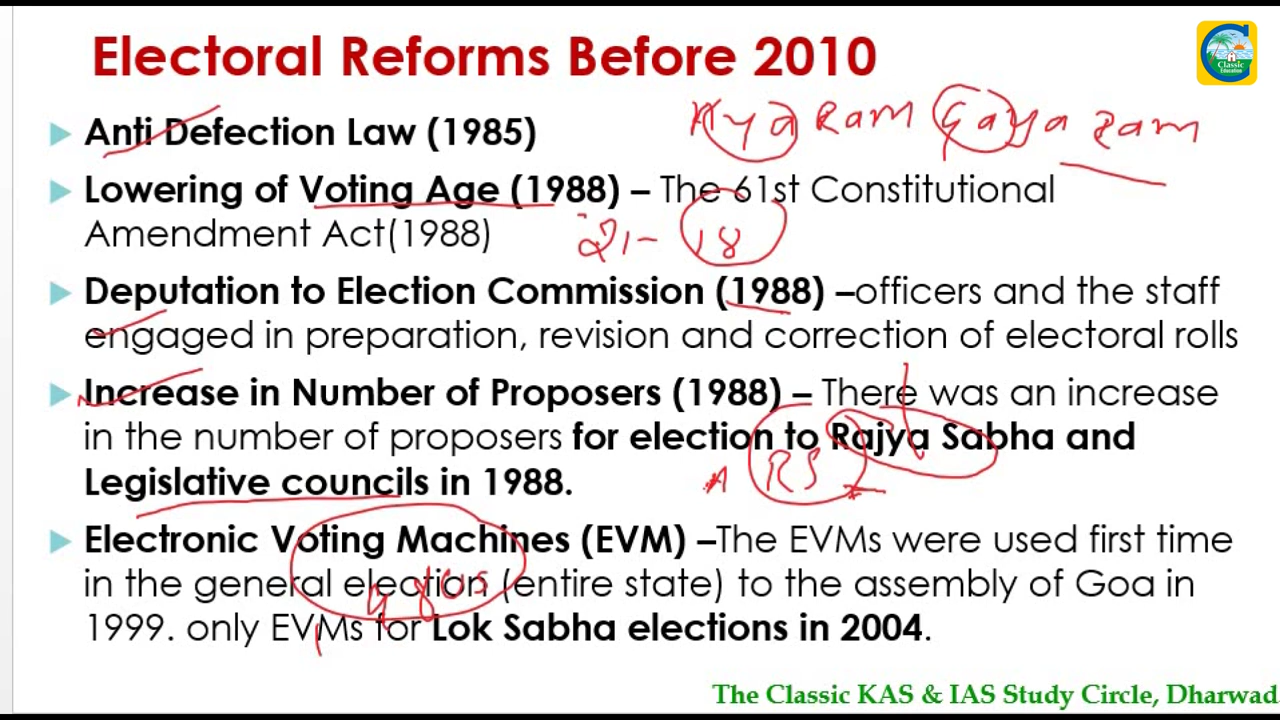 Electoral Reforms Before 2010
Classic
Education
Anti Defection Law (1985)
Aya Ram Gaya Ram
Lowering of Voting Age (1988) – The 61st Constitutional
Amendment Act(1988)
21- 18
Deputation to Election Commission (1988) –officers and the staff
engaged in preparation, revision and correction of electoral rolls
Increase in Number of Proposers (1988) – There was an increase
in the number of proposers for election to Rajya Sabha and
Legislative councils in 1988.
RS
Electronic Voting Machines (EVM) –The EVMs were used first time
in the general election (entire state) to the assembly of Goa in
1999. only EVMs for Lok Sabha elections in 2004.
The Classic KAS & IAS Study Circle, Dharwad